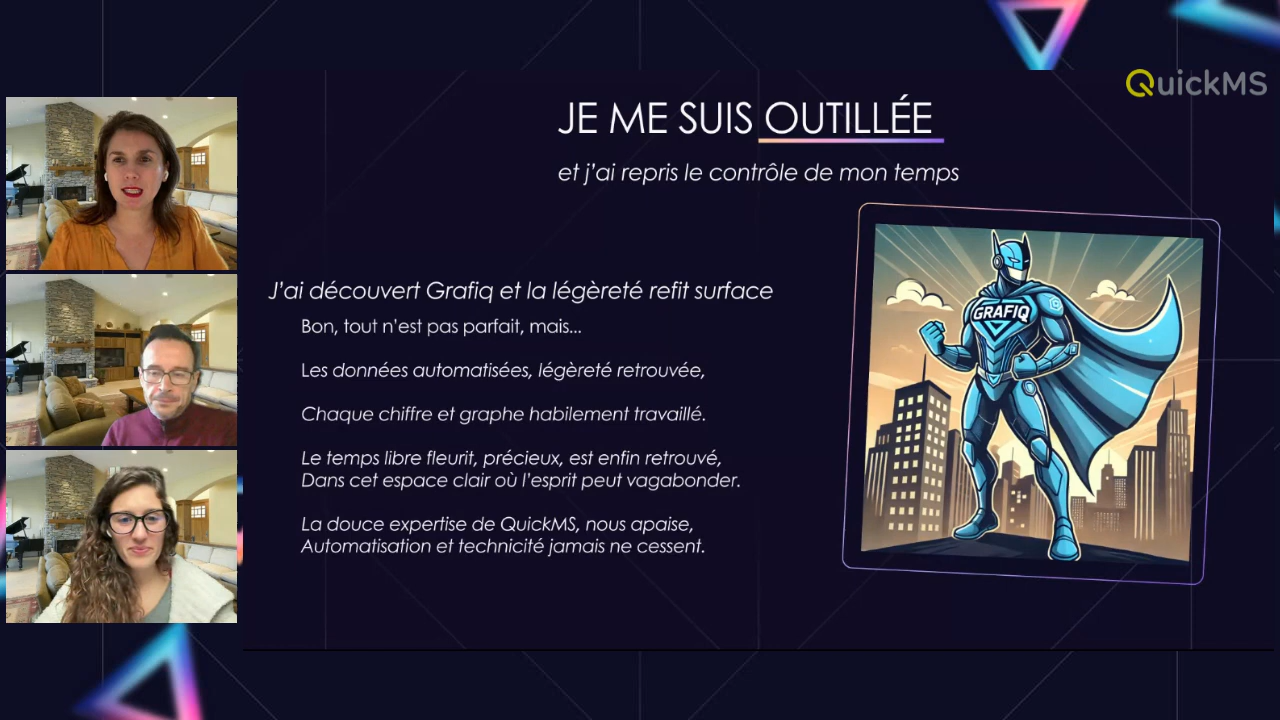 QuickMS
JE ME SUIS OUTILLÉE
et j'ai repris le contrôle de mon temps
J'ai découvert Grafiq et la légèreté refit surface
Bon, tout n'est pas parfait, mais...
Les données automatisées, légèreté retrouvée,
Chaque chiffre et graphe habilement travaillé.
Le temps libre fleurit, précieux, est enfin retrouvé,
Dans cet espace clair où l'esprit peut vagabonder.
La douce expertise de QuickMS, nous apaise,
Automatisation et technicité jamais ne cessent.
GRAFIQ